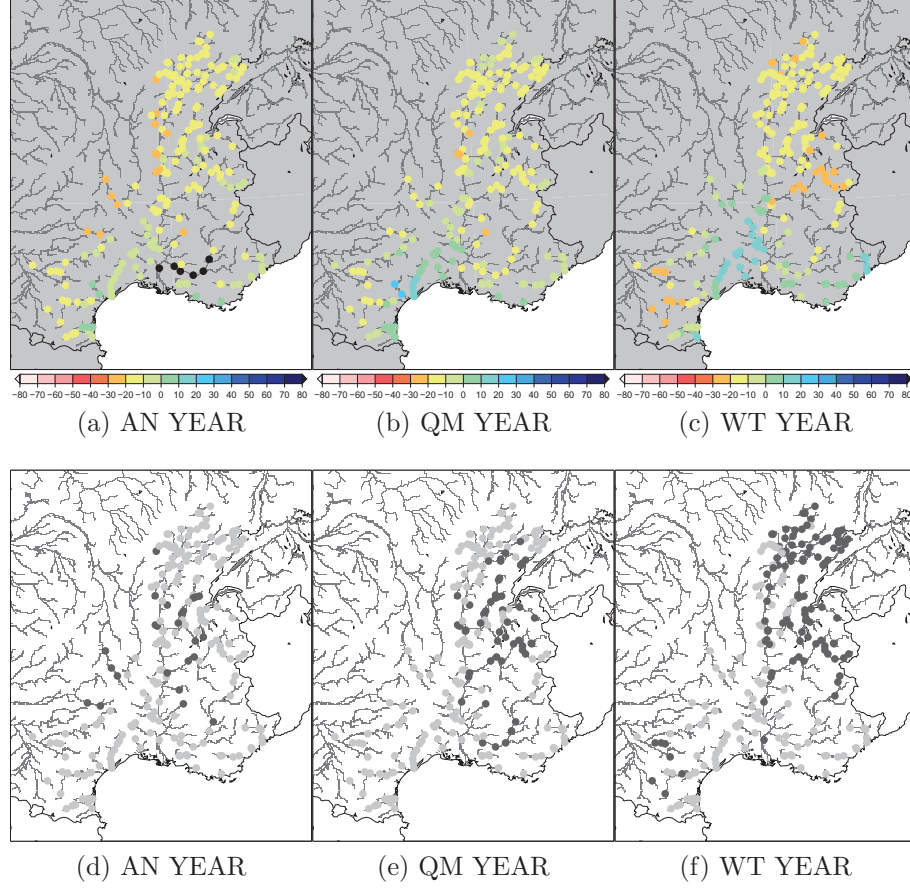 −80 −70 −60 −50 −40 −30 −20 −10 0 10 20 30 40 50 60 70 80
−80 −70 −60 −50 −40 −30 −20 −10 0 10 20 30 40 50 60 70 80
−80 −70 −60 −50 −40 −30 −20 −10 0 10 20 30 40 50 60 70 80
(a) AN YEAR
(b) QM YEAR
(c) WT YEAR
(d) AN YEAR
(e) QM YEAR
(f) WT YEAR